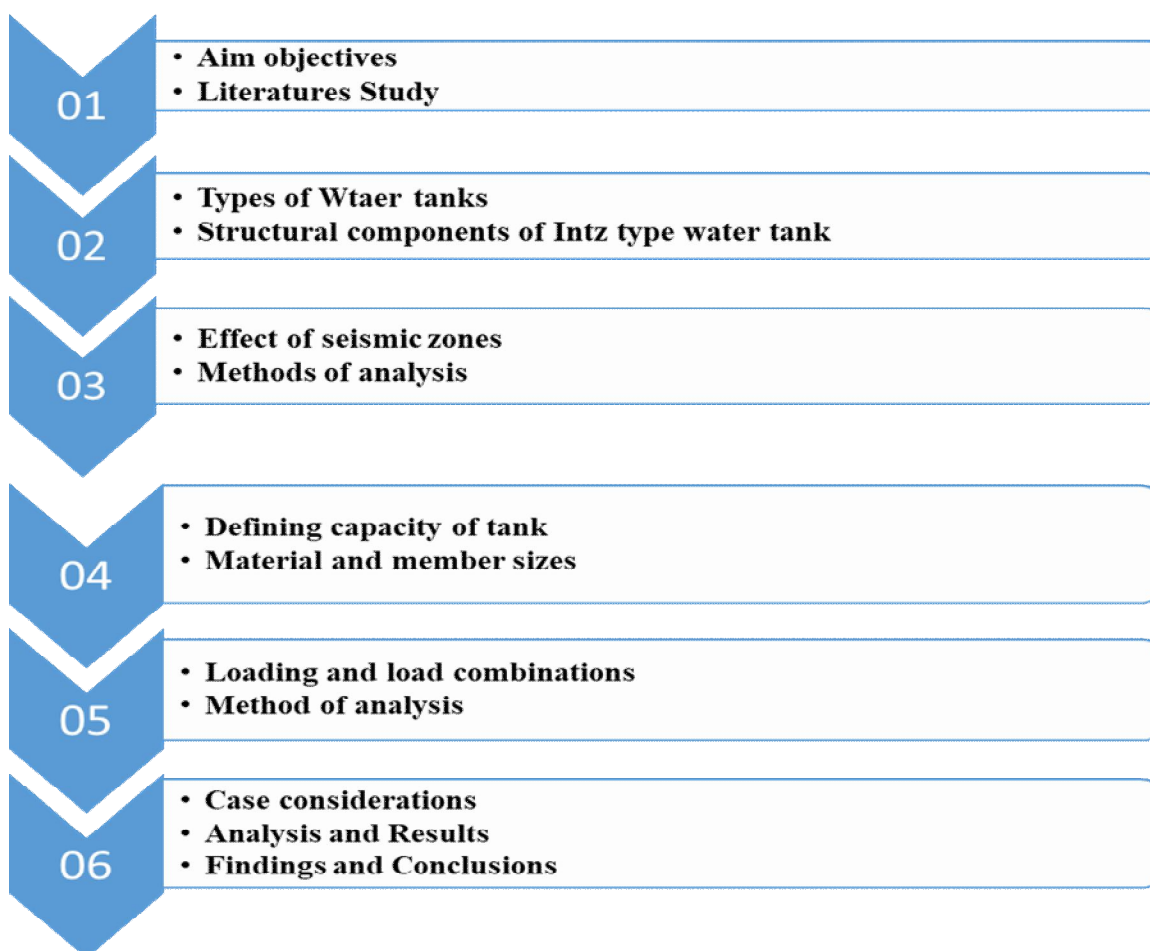 01
• Aim objectives
• Literatures Study
02
• Types of Wtaer tanks
• Structural components of Intz type water tank
03
• Effect of seismic zones
• Methods of analysis
04
• Defining capacity of tank
• Material and member sizes
05
• Loading and load combinations
• Method of analysis
06
• Case considerations
• Analysis and Results
• Findings and Conclusions